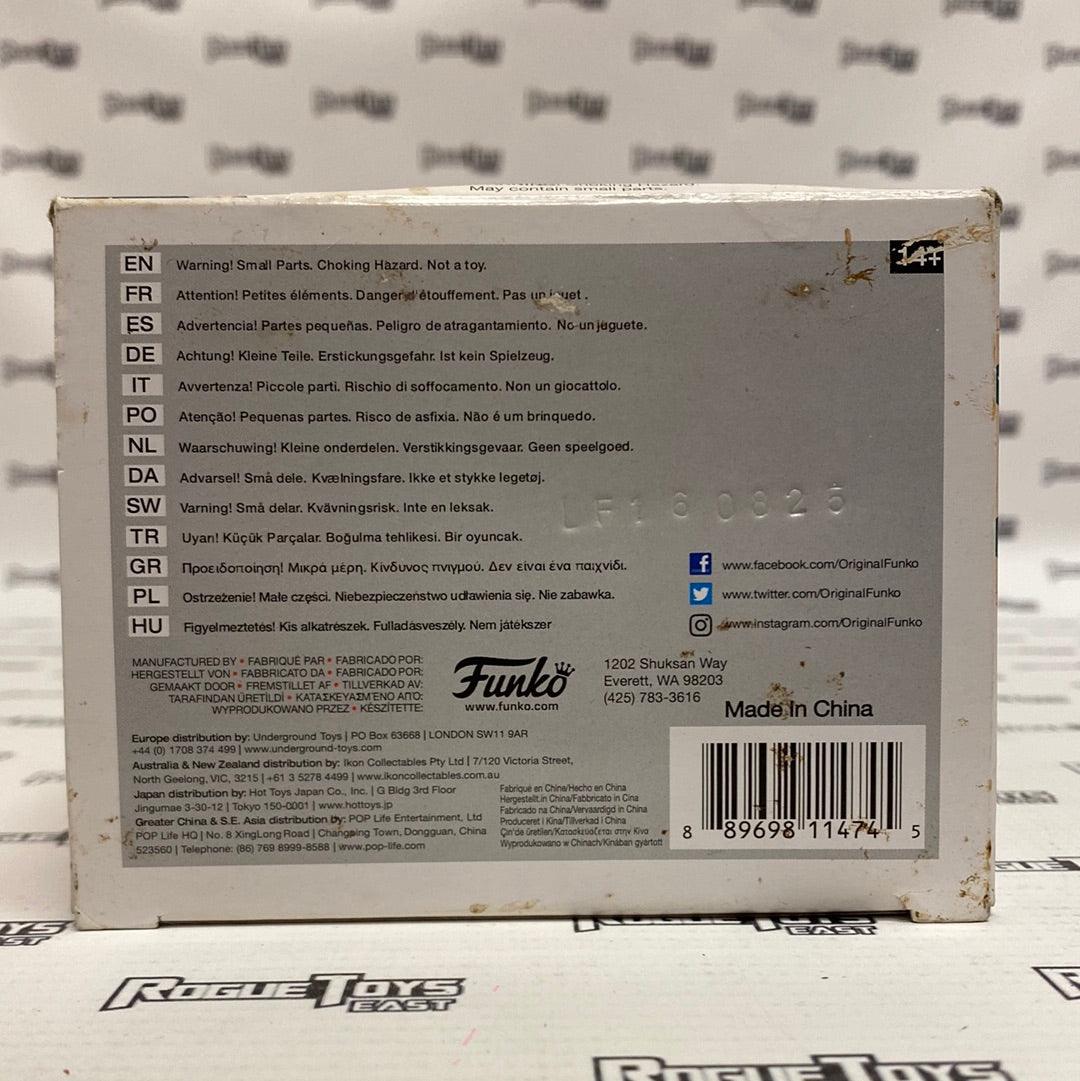 May contain small parts.
14+
EN Warning! Small Parts. Choking Hazard. Not a toy.
FR Attention! Petites éléments. Danger d'étouffement. Pas un jouet .
ES Advertencia! Partes pequeñas. Peligro de atragantamiento. No un juguete.
DE Achtung! Kleine Teile. Erstickungsgefahr. Ist kein Spielzeug.
IT Avvertenza! Piccole parti. Rischio di soffocamento. Non un giocattolo.
PO Atenção! Pequenas partes. Risco de asfixia. Não é um brinquedo.
NL Waarschuwing! Kleine onderdelen. Verstikkingsgevaar. Geen speelgoed.
DA Advarsel! Små dele. Kvælningsfare. Ikke et stykke legetøj.
SW Varning! Små delar. Kvävningsrisk. Inte en leksak.
LF160825
TR Uyarı! Küçük Parçalar. Boğulma tehlikesi. Bir oyuncak.
GR Προειδοποίηση! Μικρά μέρη. Κίνδυνος πνιγμού. Δεν είναι ένα παιχνίδι.
PL Ostrzeżenie! Małe części. Niebezpieczeństwo udławienia się. Nie zabawka.
HU Figyelmeztetés! Kis alkatrészek. Fulladásveszély. Nem játékszer
www.facebook.com/OriginalFunko
www.twitter.com/OriginalFunko
www.instagram.com/OriginalFunko
MANUFACTURED BY • FABRIQUÉ PAR • FABRICADO POR:
HERGESTELLT VON • FABBRICATO DA • FABRICADO POR:
GEMAAKT DOOR • FREMSTILLET AF • TILLVERKAD AV:
TARAFINDAN ÜRETİLDİ • ΚΑΤΑΣΚΕΥΑΣΜΈΝΟ ΑΠΌ:
WYPRODUKOWANO PRZEZ • KÉSZÍTETTE:
Funko
www.funko.com
1202 Shuksan Way
Everett, WA 98203
(425) 783-3616
Made In China
Europe distribution by: Underground Toys | PO Box 63668 | LONDON SW11 9AR
+44 (0) 1708 374 499 | www.underground-toys.com
Australia & New Zealand distribution by: Ikon Collectables Pty Ltd | 7/120 Victoria Street,
North Geelong, VIC, 3215 | +61 3 5278 4499 | www.ikoncollectables.com.au
Japan distribution by: Hot Toys Japan Co., Inc. | G Bldg 3rd Floor
Jingumae 3-30-12 | Tokyo 150-0001 | www.hottoys.jp
Greater China & S.E. Asia distribution by: POP Life Entertainment, Ltd
POP Life HQ | No. 8 XingLong Road | Changping Town, Dongguan, China
523560 | Telephone: (86) 769 8999-8588 | www.pop-life.com
Fabriqué en China/Hecho en China
Hergestellt.in China/Fabbricato in Cina
Fabricado na China/Vervaardigd in China
Produceret i Kina/Tillverkad i China
Çin'de üretilen/Κατασκευάζεται στην Κίνα
Wyprodukowano w Chinach/Kínában gyártott
8 89698 11474 5
ROGUE TOYS EAST
ROGUE TOYS
EAST
ROGUE TOYS